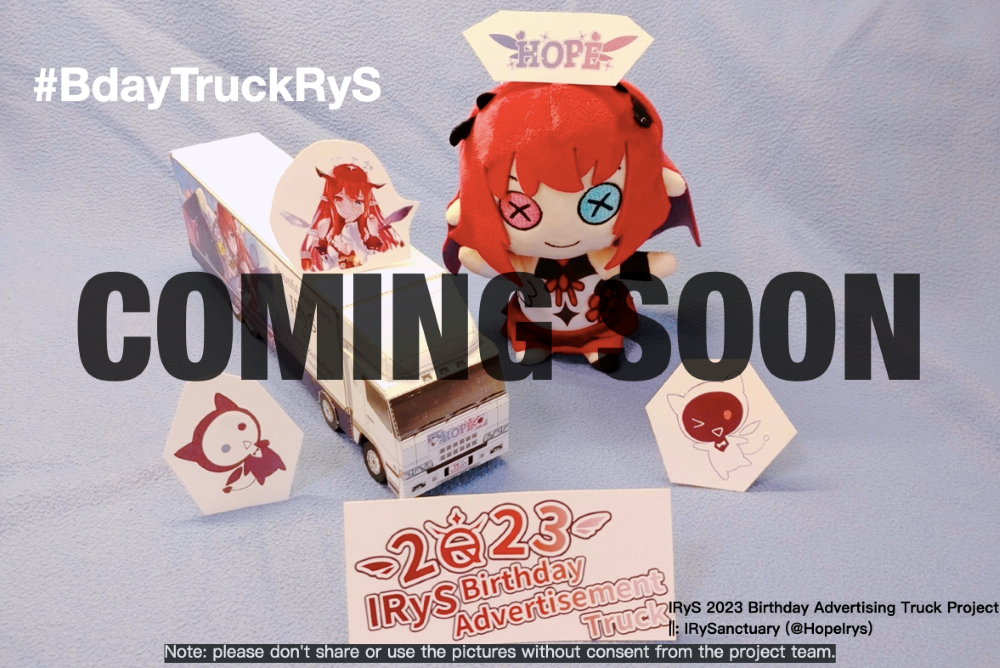 HOPE
#BdayTruckRyS
COMING SOON
HOPE
2023
IRyS Birthday
Advertisement
Truck
IRyS 2023 Birthday Advertising Truck Project
||: IRySanctuary (@HopeIrys)
Note: please don't share or use the pictures without consent from the project team.